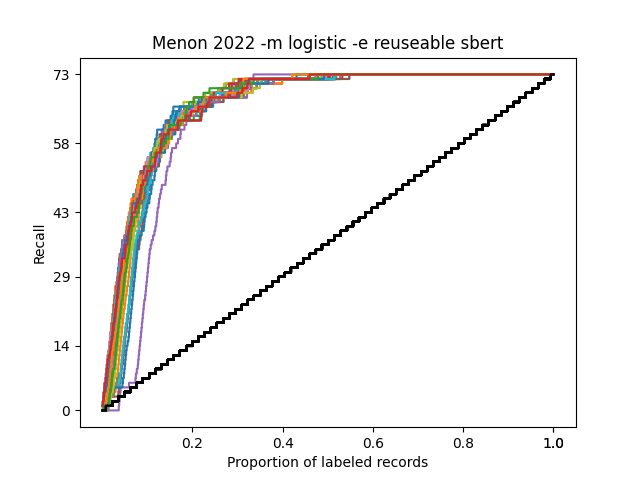 Menon 2022 -m logistic -e reuseable sbert
73
58
43
29
14
0
Recall
0.2 0.4 0.6 0.8 1.0 1.0
Proportion of labeled records